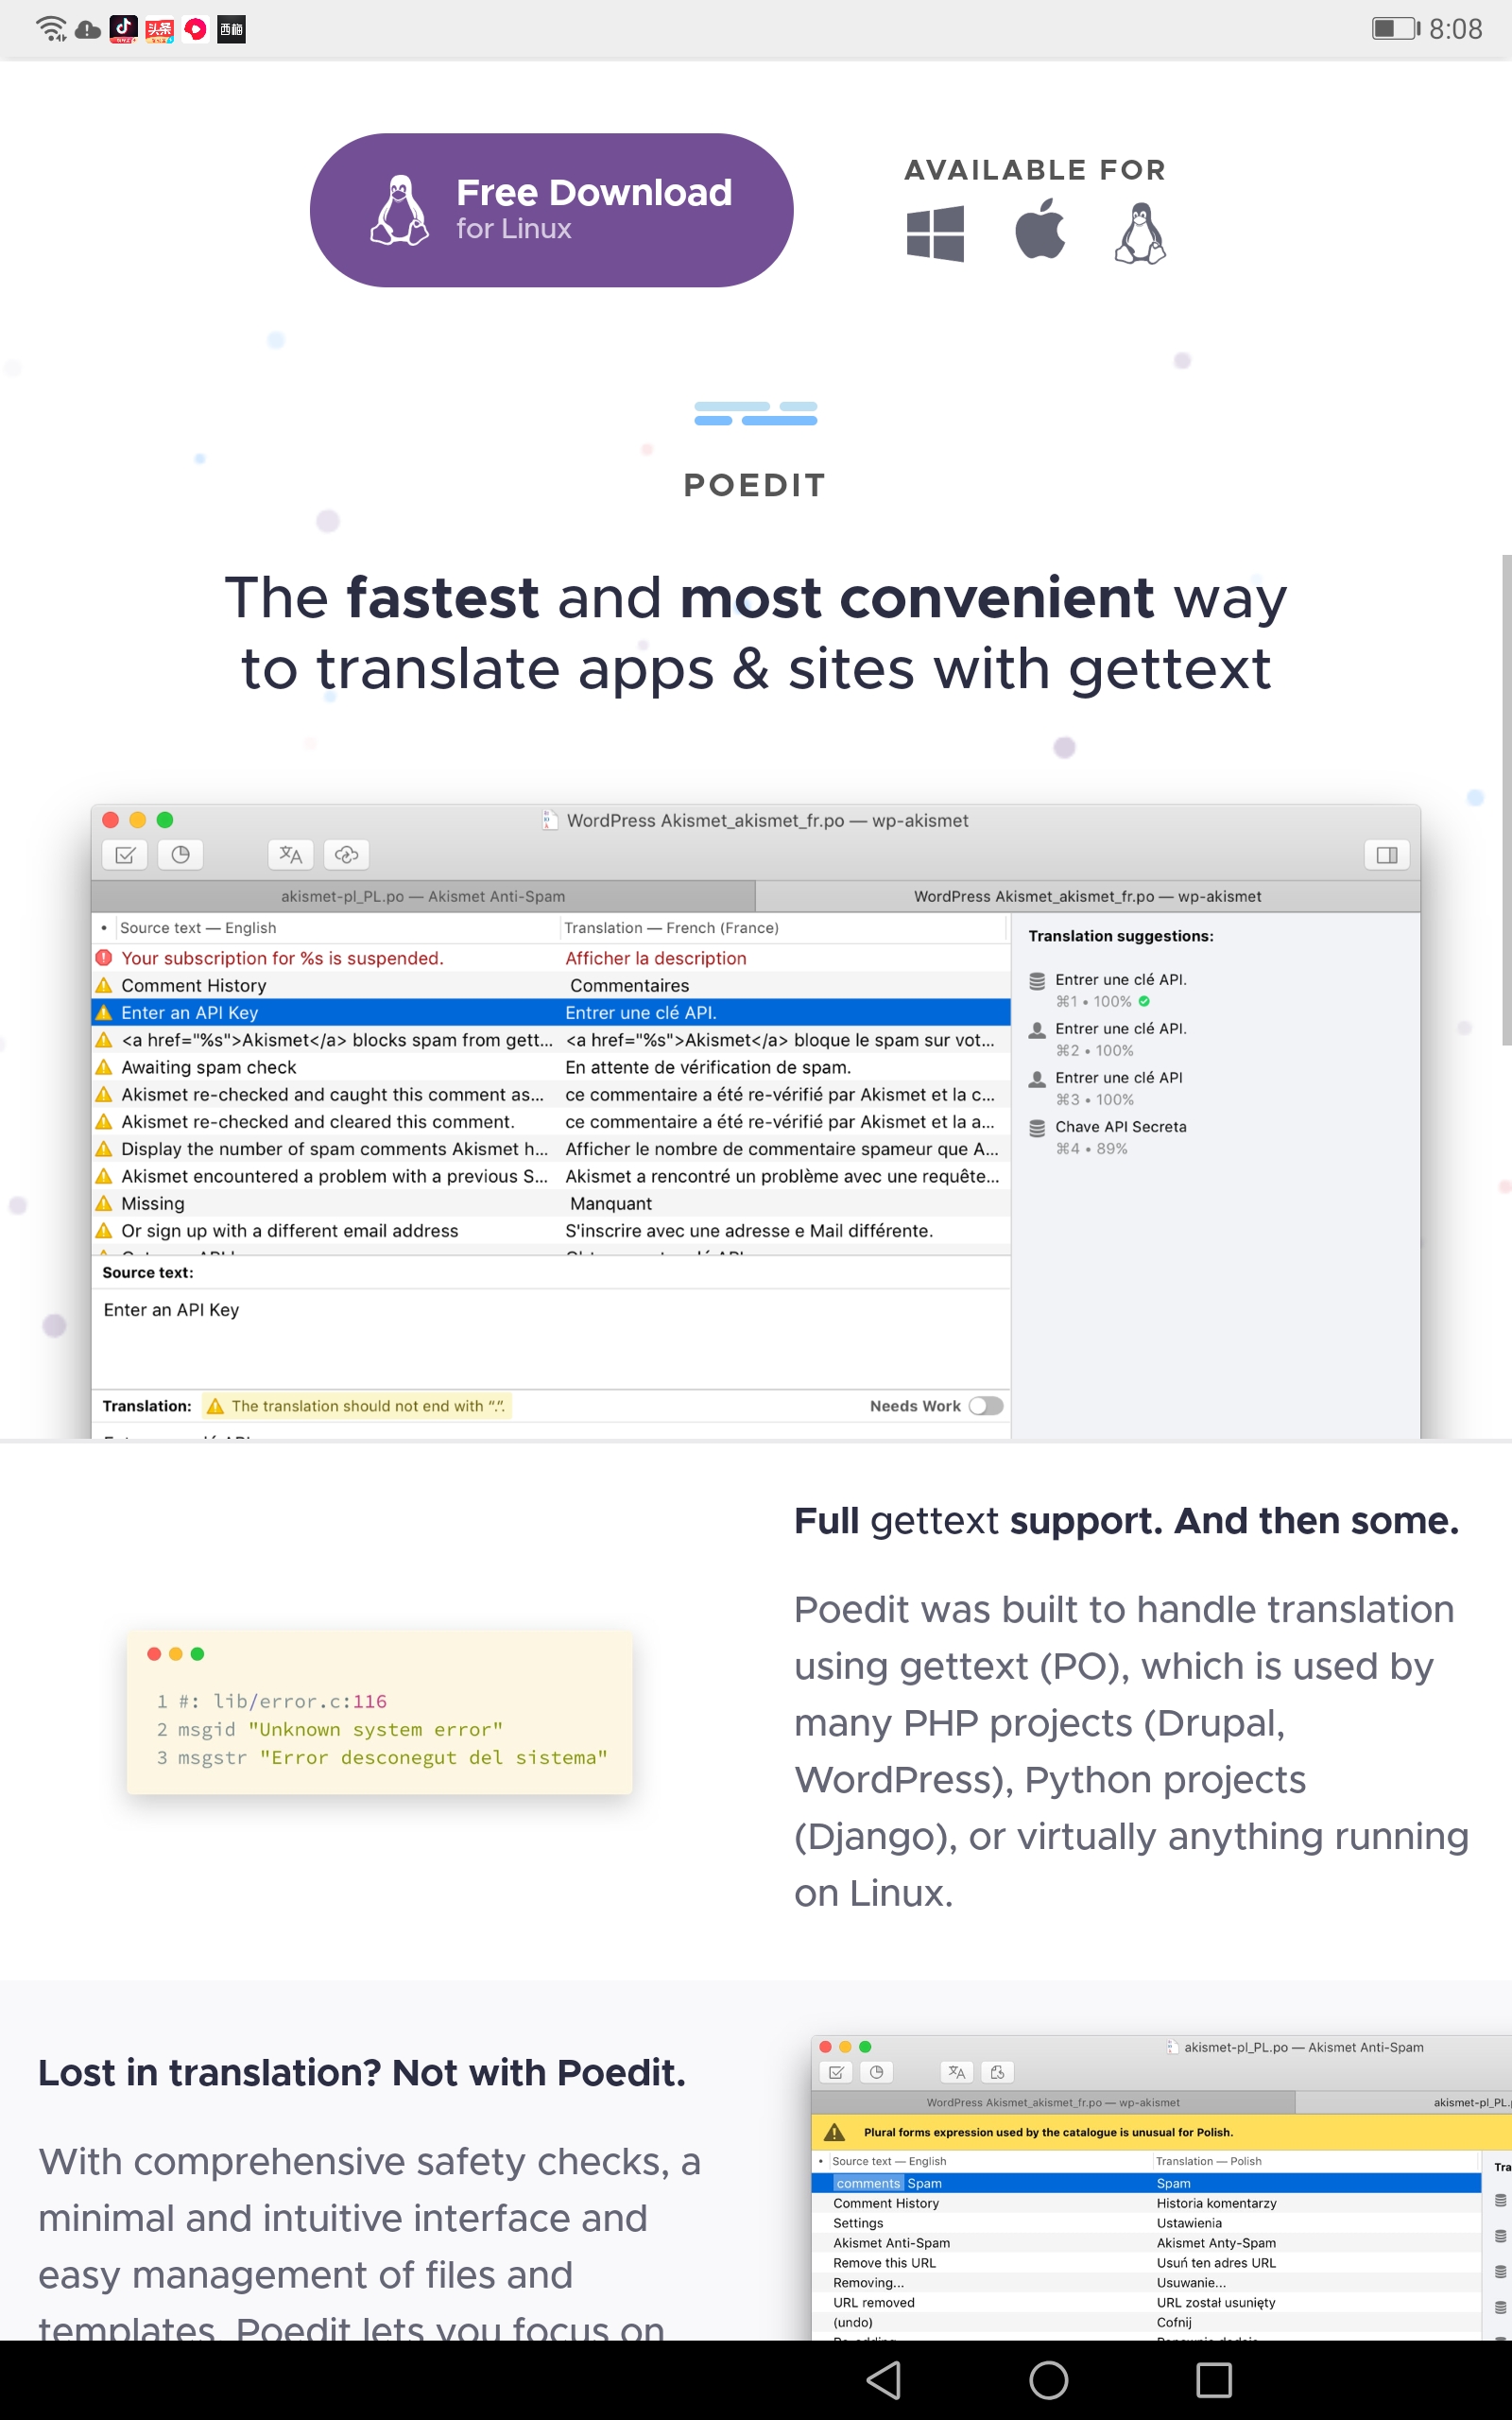 8:08
Free Download
for Linux
AVAILABLE FOR
POEDIT
The fastest and most convenient way
to translate apps & sites with gettext
WordPress Akismet_akismet_fr.po — wp-akismet
akismet-pl_PL.po — Akismet Anti-Spam
WordPress Akismet_akismet_fr.po — wp-akismet
• Source text — English Translation — French (France)
Your subscription for %s is suspended. Afficher la description
Comment History Commentaires
Enter an API Key Entrer une clé API.
<a href="%s">Akismet</a> blocks spam from gett... <a href="%s">Akismet</a> bloque le spam sur vot...
Awaiting spam check En attente de vérification de spam.
Akismet re-checked and caught this comment as... ce commentaire a été re-vérifié par Akismet et la c...
Akismet re-checked and cleared this comment. ce commentaire a été re-vérifié par Akismet et la a...
Display the number of spam comments Akismet h... Afficher le nombre de commentaire spameur que A...
Akismet encountered a problem with a previous S... Akismet a rencontré un problème avec une requête...
Missing Manquant
Or sign up with a different email address S'inscrire avec une adresse e Mail différente.
Translation suggestions:
Entrer une clé API.
⌘1 • 100%
Entrer une clé API.
⌘2 • 100%
Entrer une clé API
⌘3 • 100%
Chave API Secreta
⌘4 • 89%
Source text:
Enter an API Key
Translation: The translation should not end with “.”. Needs Work
Full gettext support. And then some.
Poedit was built to handle translation
using gettext (PO), which is used by
many PHP projects (Drupal,
WordPress), Python projects
(Django), or virtually anything running
on Linux.
1 #: lib/error.c:116
2 msgid "Unknown system error"
3 msgstr "Error desconegut del sistema"
Lost in translation? Not with Poedit.
With comprehensive safety checks, a
minimal and intuitive interface and
easy management of files and
templates, Poedit lets you focus on
akismet-pl_PL.po — Akismet Anti-Spam
WordPress Akismet_akismet_fr.po — wp-akismet
akismet-pl_PL.
Plural forms expression used by the catalogue is unusual for Polish.
• Source text — English Translation — Polish
Tra
comments Spam Spam
Comment History Historia komentarzy
Settings Ustawienia
Akismet Anti-Spam Akismet Anty-Spam
Remove this URL Usuń ten adres URL
Removing... Usuwanie...
URL removed URL został usunięty
(undo) Cofnij